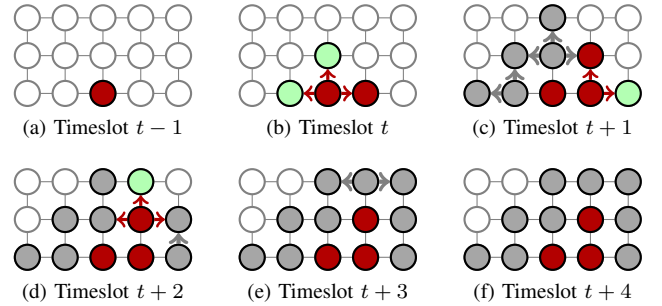 (a) Timeslot t − 1
(b) Timeslot t
(c) Timeslot t + 1
(d) Timeslot t + 2
(e) Timeslot t + 3
(f) Timeslot t + 4